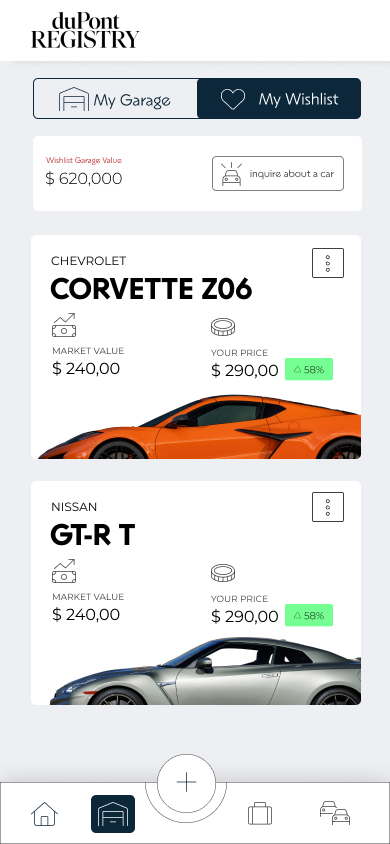 duPont
REGISTRY
My Garage
My Wishlist
Wishlist Garage Value
$ 620,000
inquire about a car
CHEVROLET
CORVETTE Z06
MARKET VALUE
$ 240,00
YOUR PRICE
$ 290,00
58%
NISSAN
GT-R T
MARKET VALUE
$ 240,00
YOUR PRICE
$ 290,00
58%